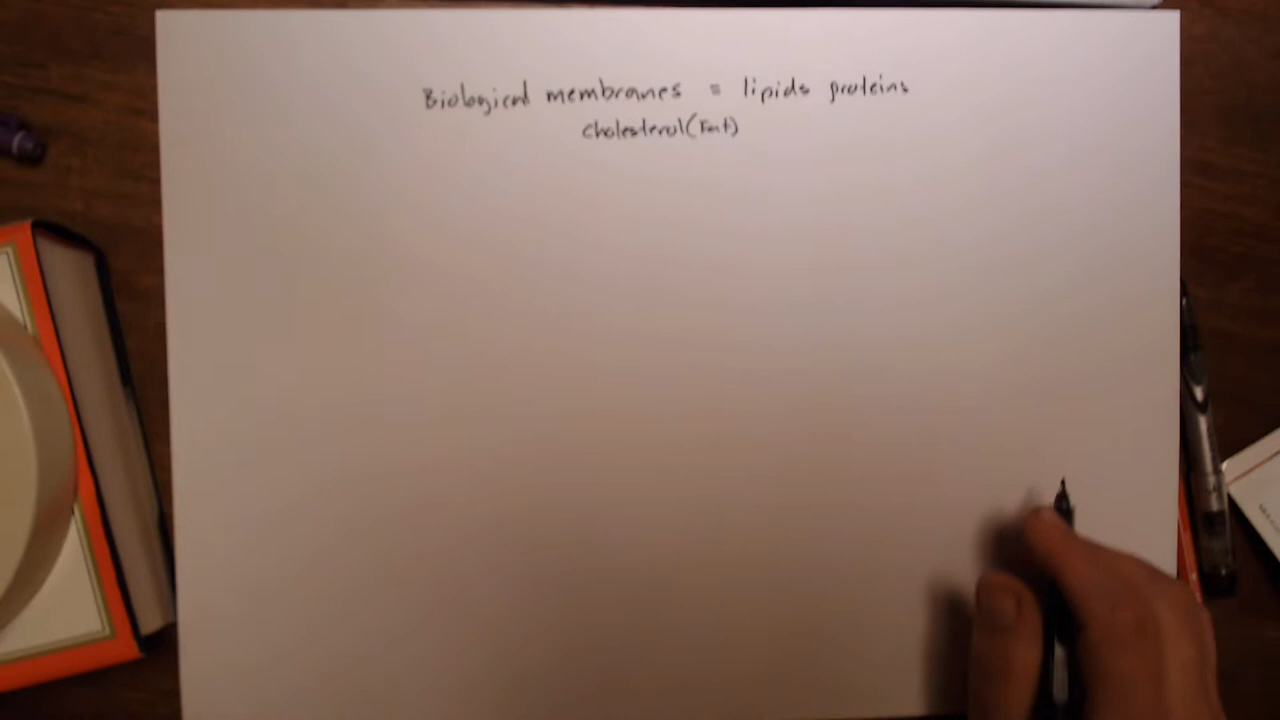 Biological membranes = lipids proteins
Cholesterol(Fat)